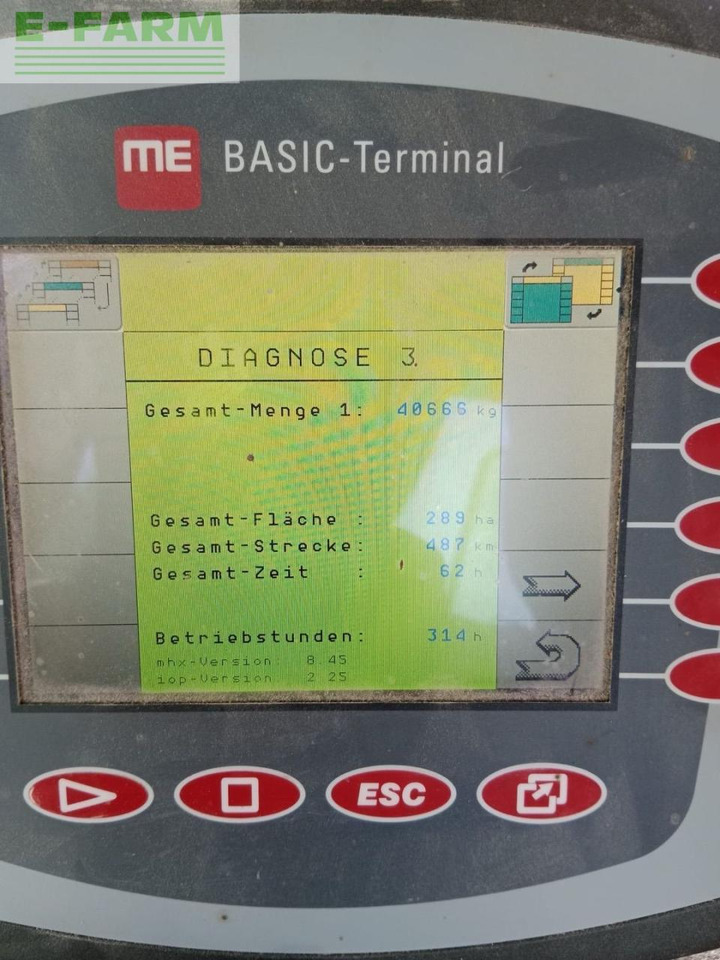 E-FARM
ME BASIC-Terminal
DIAGNOSE 3.
Gesamt-Menge 1: 40666 kg
Gesamt-Fläche : 289 ha
Gesamt-Strecke: 487 km
Gesamt-Zeit : 62 h
Betriebstunden: 314 h
mhx-Version: 8.45
iop-Version 2.25
ESC